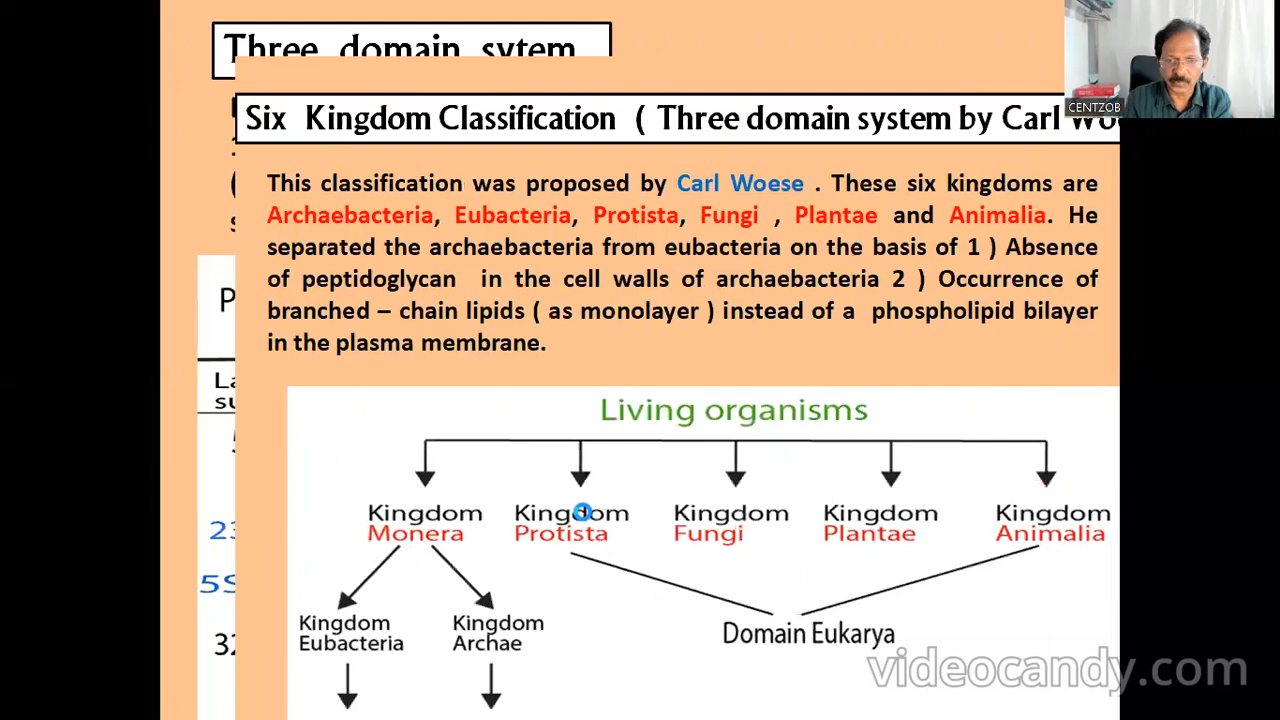 Three domain sytem
Six Kingdom Classification ( Three domain system by Carl
CENTZOB
This classification was proposed by Carl Woese . These six kingdoms are
Archaebacteria, Eubacteria, Protista, Fungi , Plantae and Animalia. He
separated the archaebacteria from eubacteria on the basis of 1 ) Absence
of peptidoglycan in the cell walls of archaebacteria 2 ) Occurrence of
branched – chain lipids ( as monolayer ) instead of a phospholipid bilayer
in the plasma membrane.
Living organisms
Kingdom Kingdom Kingdom Kingdom Kingdom
Monera Protista Fungi Plantae Animalia
Kingdom Kingdom
Eubacteria Archae
Domain Eukarya
videocandy.com